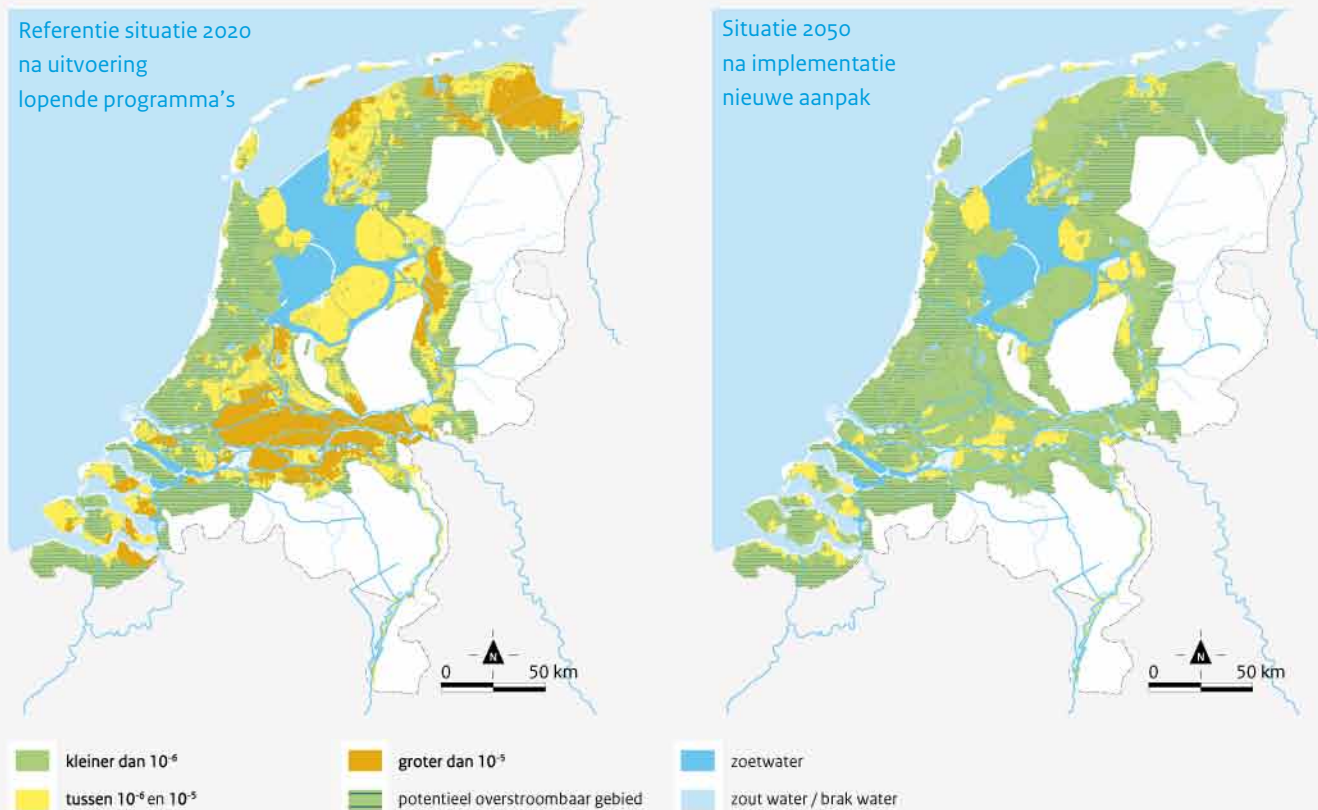 Referentie situatie 2020
na uitvoering
lopende programma's
Situatie 2050
na implementatie
nieuwe aanpak
N
0 50 km
N
0 50 km
kleiner dan 10⁻⁶
groter dan 10⁻⁵
zoetwater
tussen 10⁻⁶ en 10⁻⁵
potentieel overstroombaar gebied
zout water / brak water